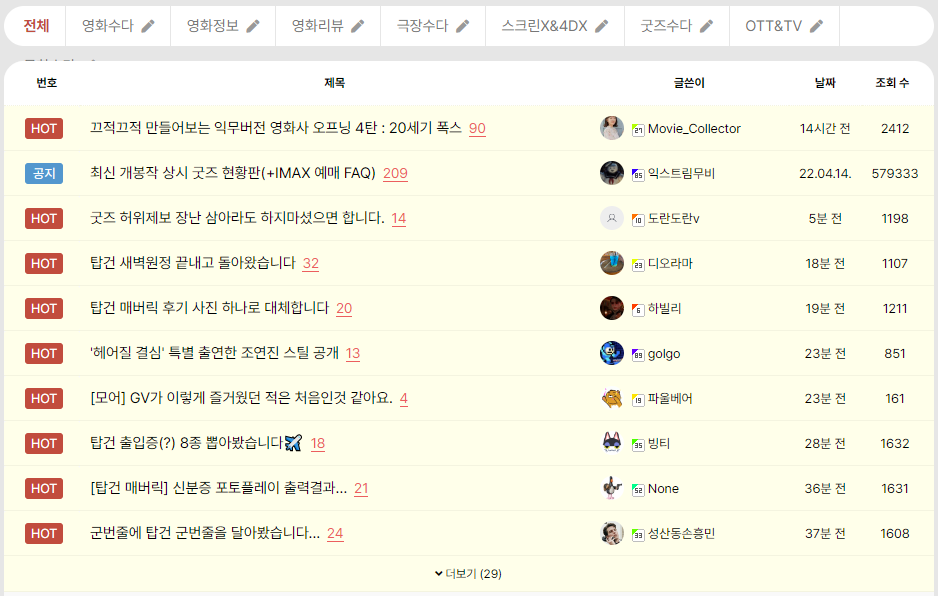 전체 영화수다 영화정보 영화리뷰 극장수다 스크린X&4DX 굿즈수다 OTT&TV
번호 제목 글쓴이 날짜 조회 수
HOT 끄적끄적 만들어보는 익무버전 영화사 오프닝 4탄 : 20세기 폭스 90 27 Movie_Collector 14시간 전 2412
공지 최신 개봉작 상시 굿즈 현황판(+IMAX 예매 FAQ) 209 85 익스트림무비 22.04.14. 579333
HOT 굿즈 허위제보 장난 삼아라도 하지마셨으면 합니다. 14 10 도란도란v 5분 전 1198
HOT 탑건 새벽원정 끝내고 돌아왔습니다 32 23 디오라마 18분 전 1107
HOT 탑건 매버릭 후기 사진 하나로 대체합니다 20 6 하빌리 19분 전 1211
HOT '헤어질 결심' 특별 출연한 조연진 스틸 공개 13 89 golgo 23분 전 851
HOT [모어] GV가 이렇게 즐거웠던 적은 처음인것 같아요. 4 19 파울베어 23분 전 161
HOT 탑건 출입증(?) 8종 뽑아봤습니다✈️ 18 35 빙티 28분 전 1632
HOT [탑건 매버릭] 신분증 포토플레이 출력결과... 21 52 None 36분 전 1631
HOT 군번줄에 탑건 군번줄을 달아봤습니다... 24 33 성산동손흥민 37분 전 1608
더보기 (29)